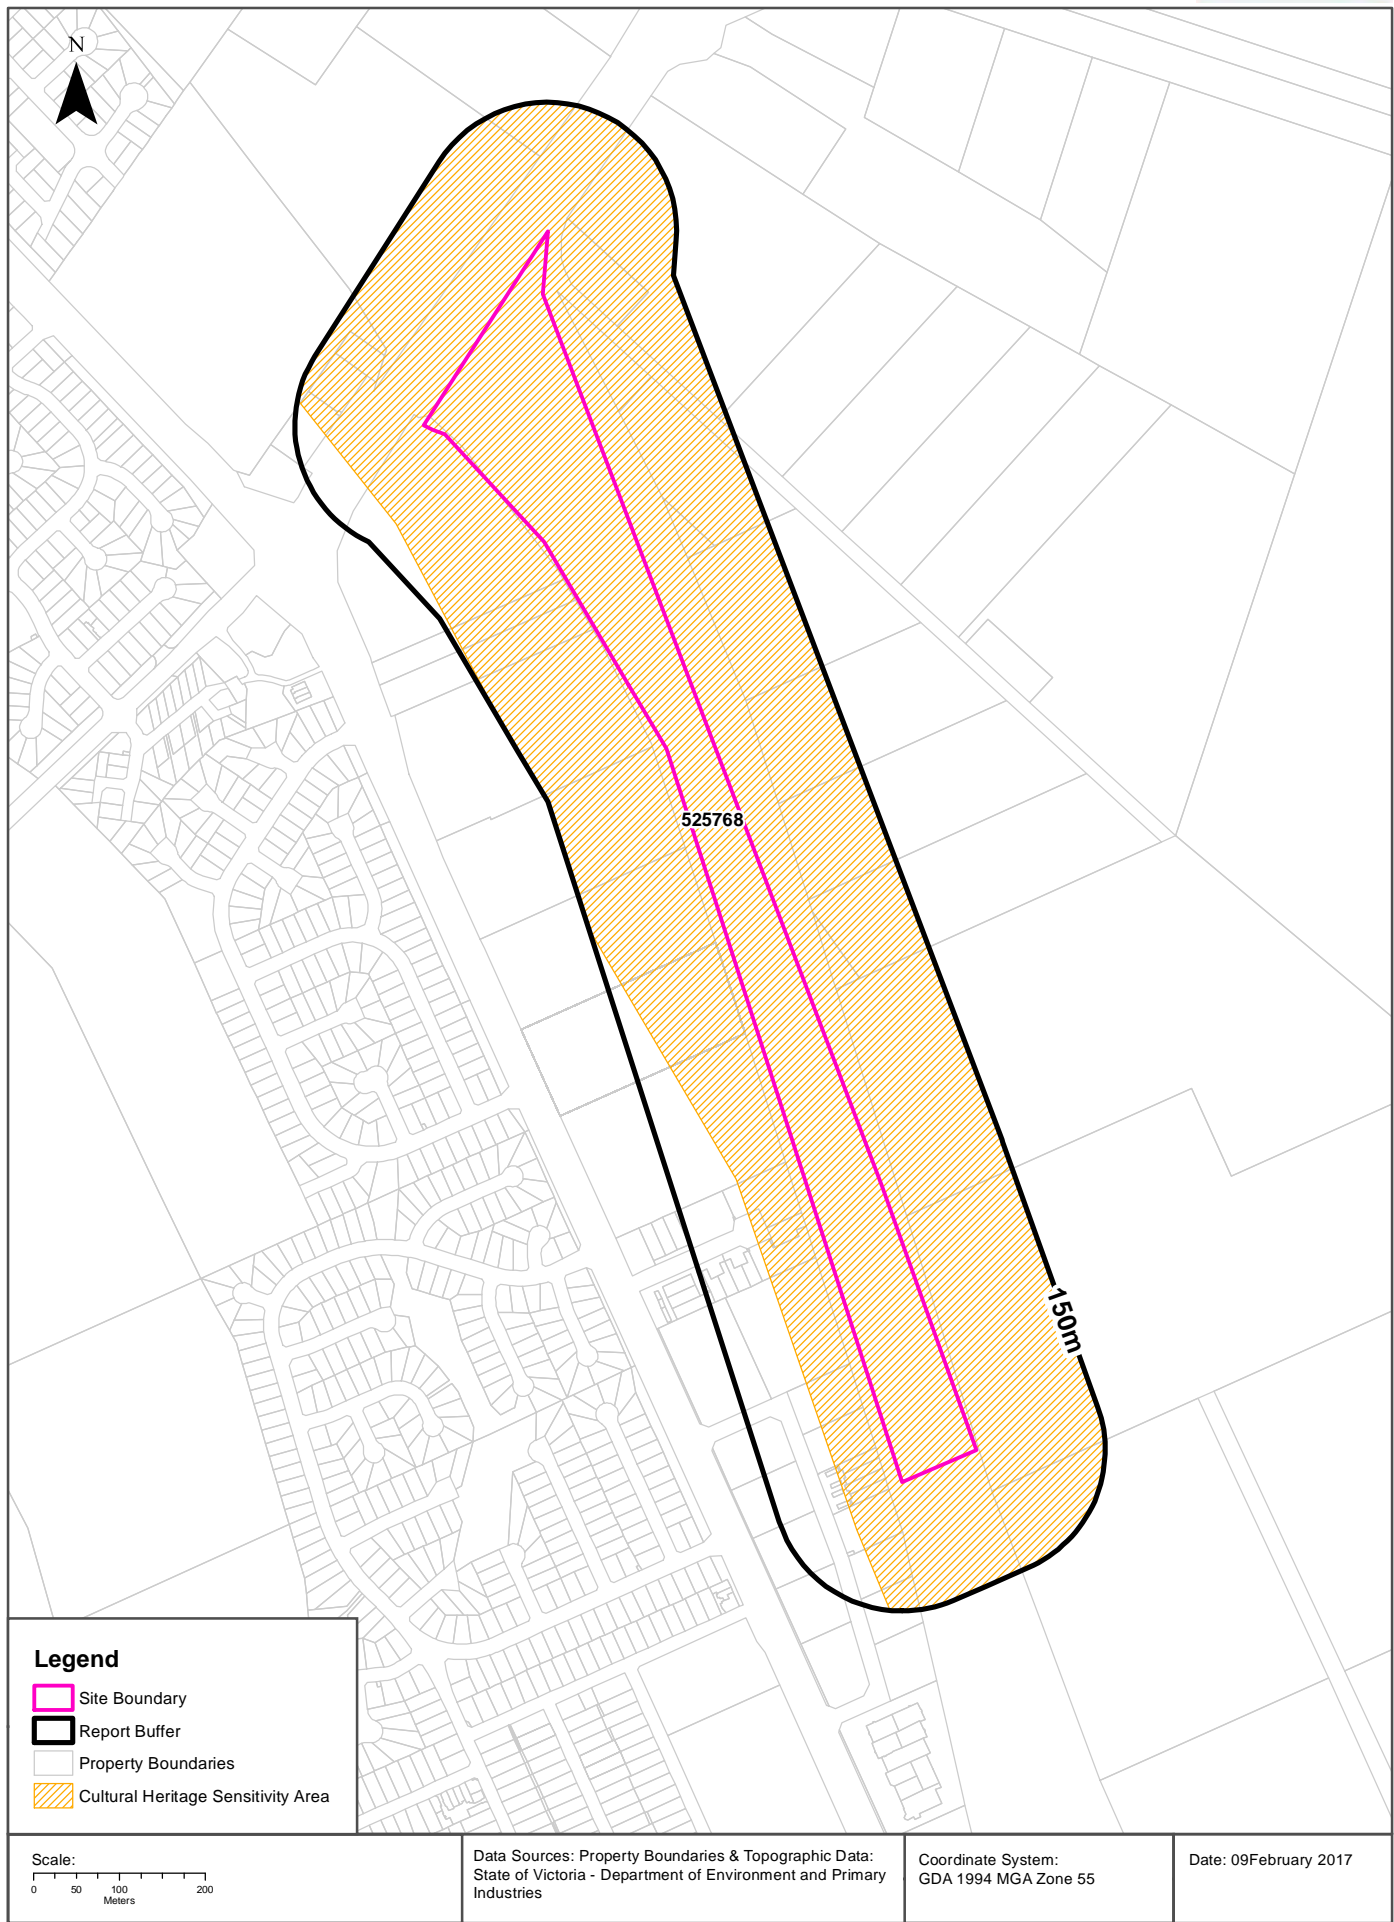 N
525768
150m
Legend
Site Boundary
Report Buffer
Property Boundaries
Cultural Heritage Sensitivity Area
Scale:
0 50 100 200
Meters
Data Sources: Property Boundaries & Topographic Data:
State of Victoria - Department of Environment and Primary
Industries
Coordinate System:
GDA 1994 MGA Zone 55
Date: 09February 2017